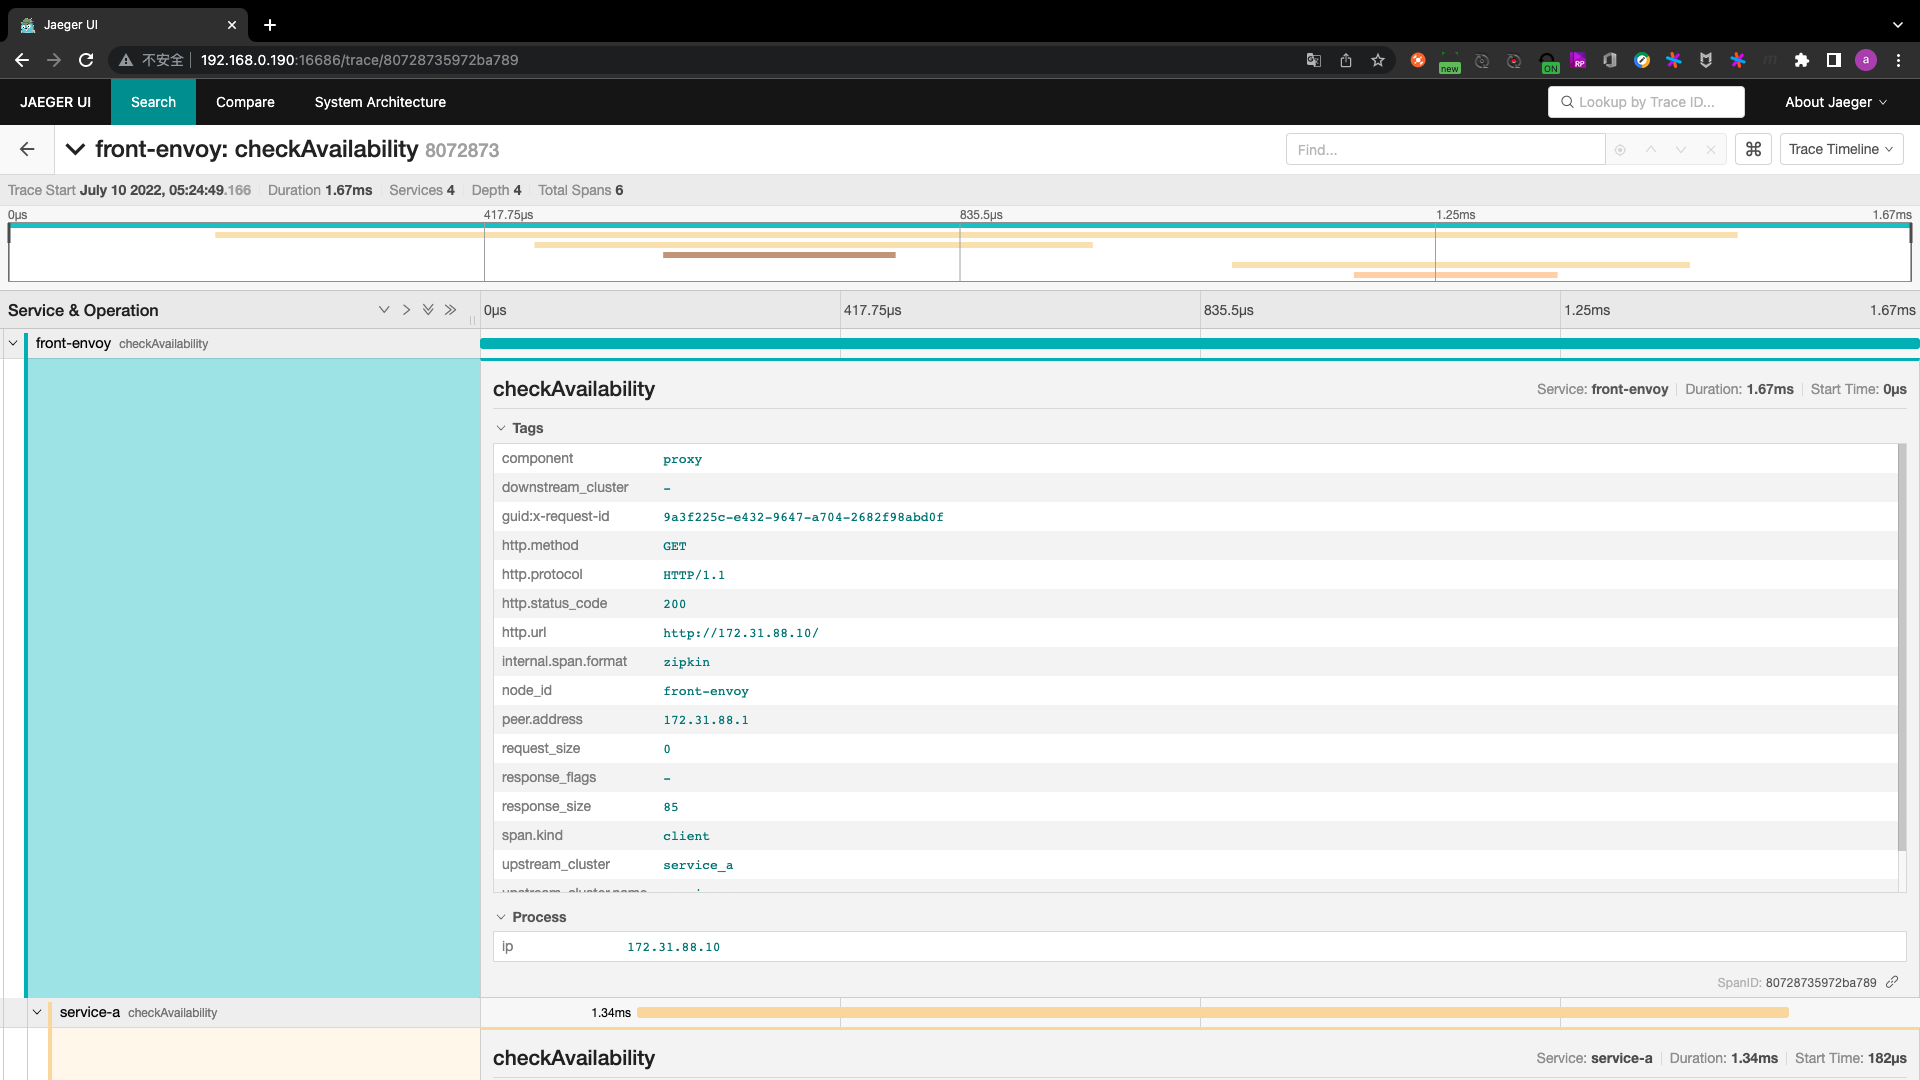 Jaeger UI
不安全 192.168.0.190:16686/trace/80728735972ba789
new ON RP a
JAEGER UI Search Compare System Architecture Lookup by Trace ID... About Jaeger
front-envoy: checkAvailability 8072873 Find... Trace Timeline
Trace Start July 10 2022, 05:24:49.166 Duration 1.67ms Services 4 Depth 4 Total Spans 6
0μs 417.75μs 835.5μs 1.25ms 1.67ms
Service & Operation 0μs 417.75μs 835.5μs 1.25ms 1.67ms
front-envoy checkAvailability
checkAvailability Service: front-envoy Duration: 1.67ms Start Time: 0μs
Tags
component proxy
downstream_cluster -
guid:x-request-id 9a3f225c-e432-9647-a704-2682f98abd0f
http.method GET
http.protocol HTTP/1.1
http.status_code 200
http.url http://172.31.88.10/
internal.span.format zipkin
node_id front-envoy
peer.address 172.31.88.1
request_size 0
response_flags -
response_size 85
span.kind client
upstream_cluster service_a
Process
ip 172.31.88.10
SpanID: 80728735972ba789
service-a checkAvailability 1.34ms
checkAvailability Service: service-a Duration: 1.34ms Start Time: 182μs